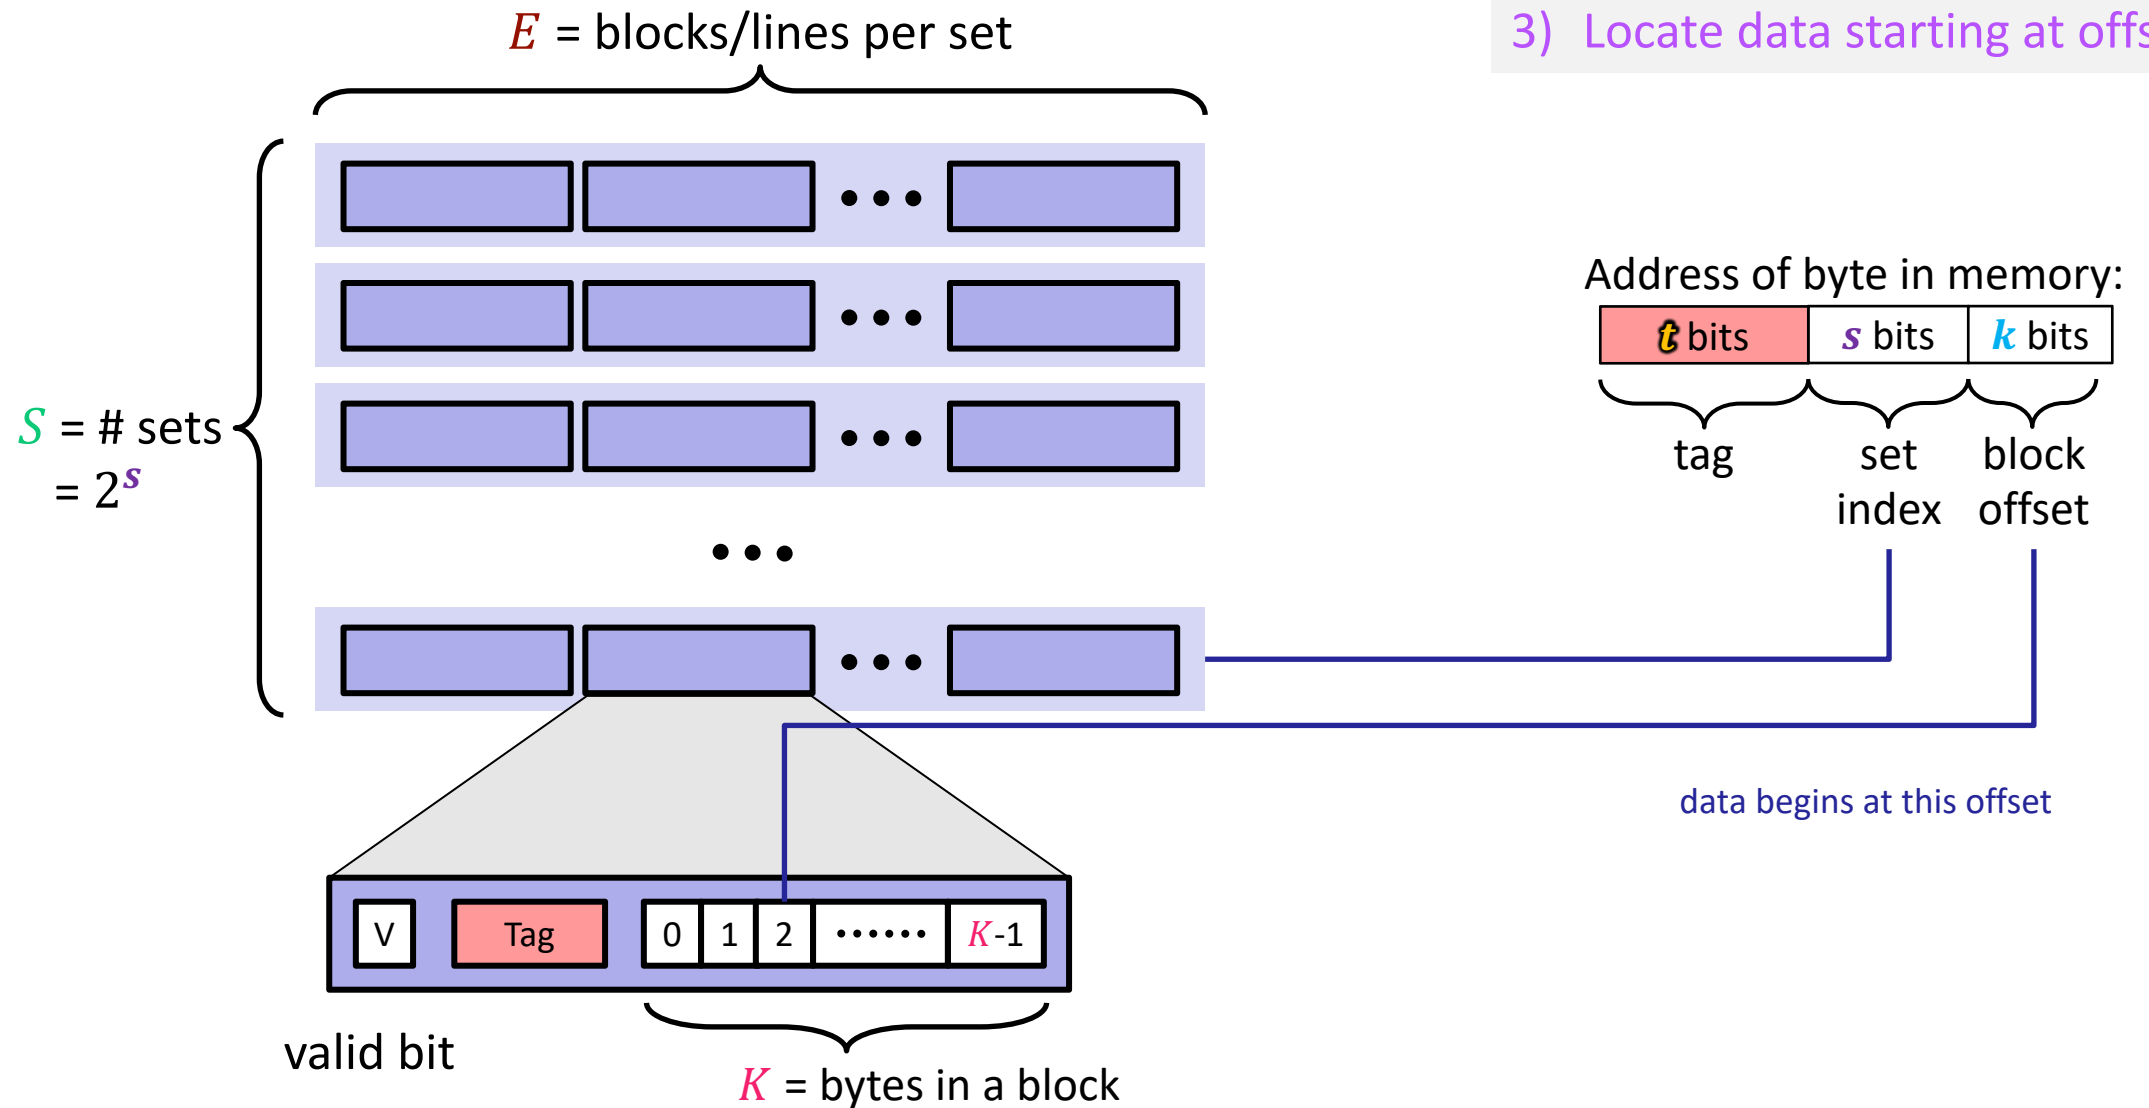 E = blocks/lines per set
3) Locate data starting at
S = # sets
= 2^s
Address of byte in memory:
t bits s bits k bits
tag set index block offset
data begins at this offset
V Tag 0 1 2 •••••• K-1
valid bit
K = bytes in a block